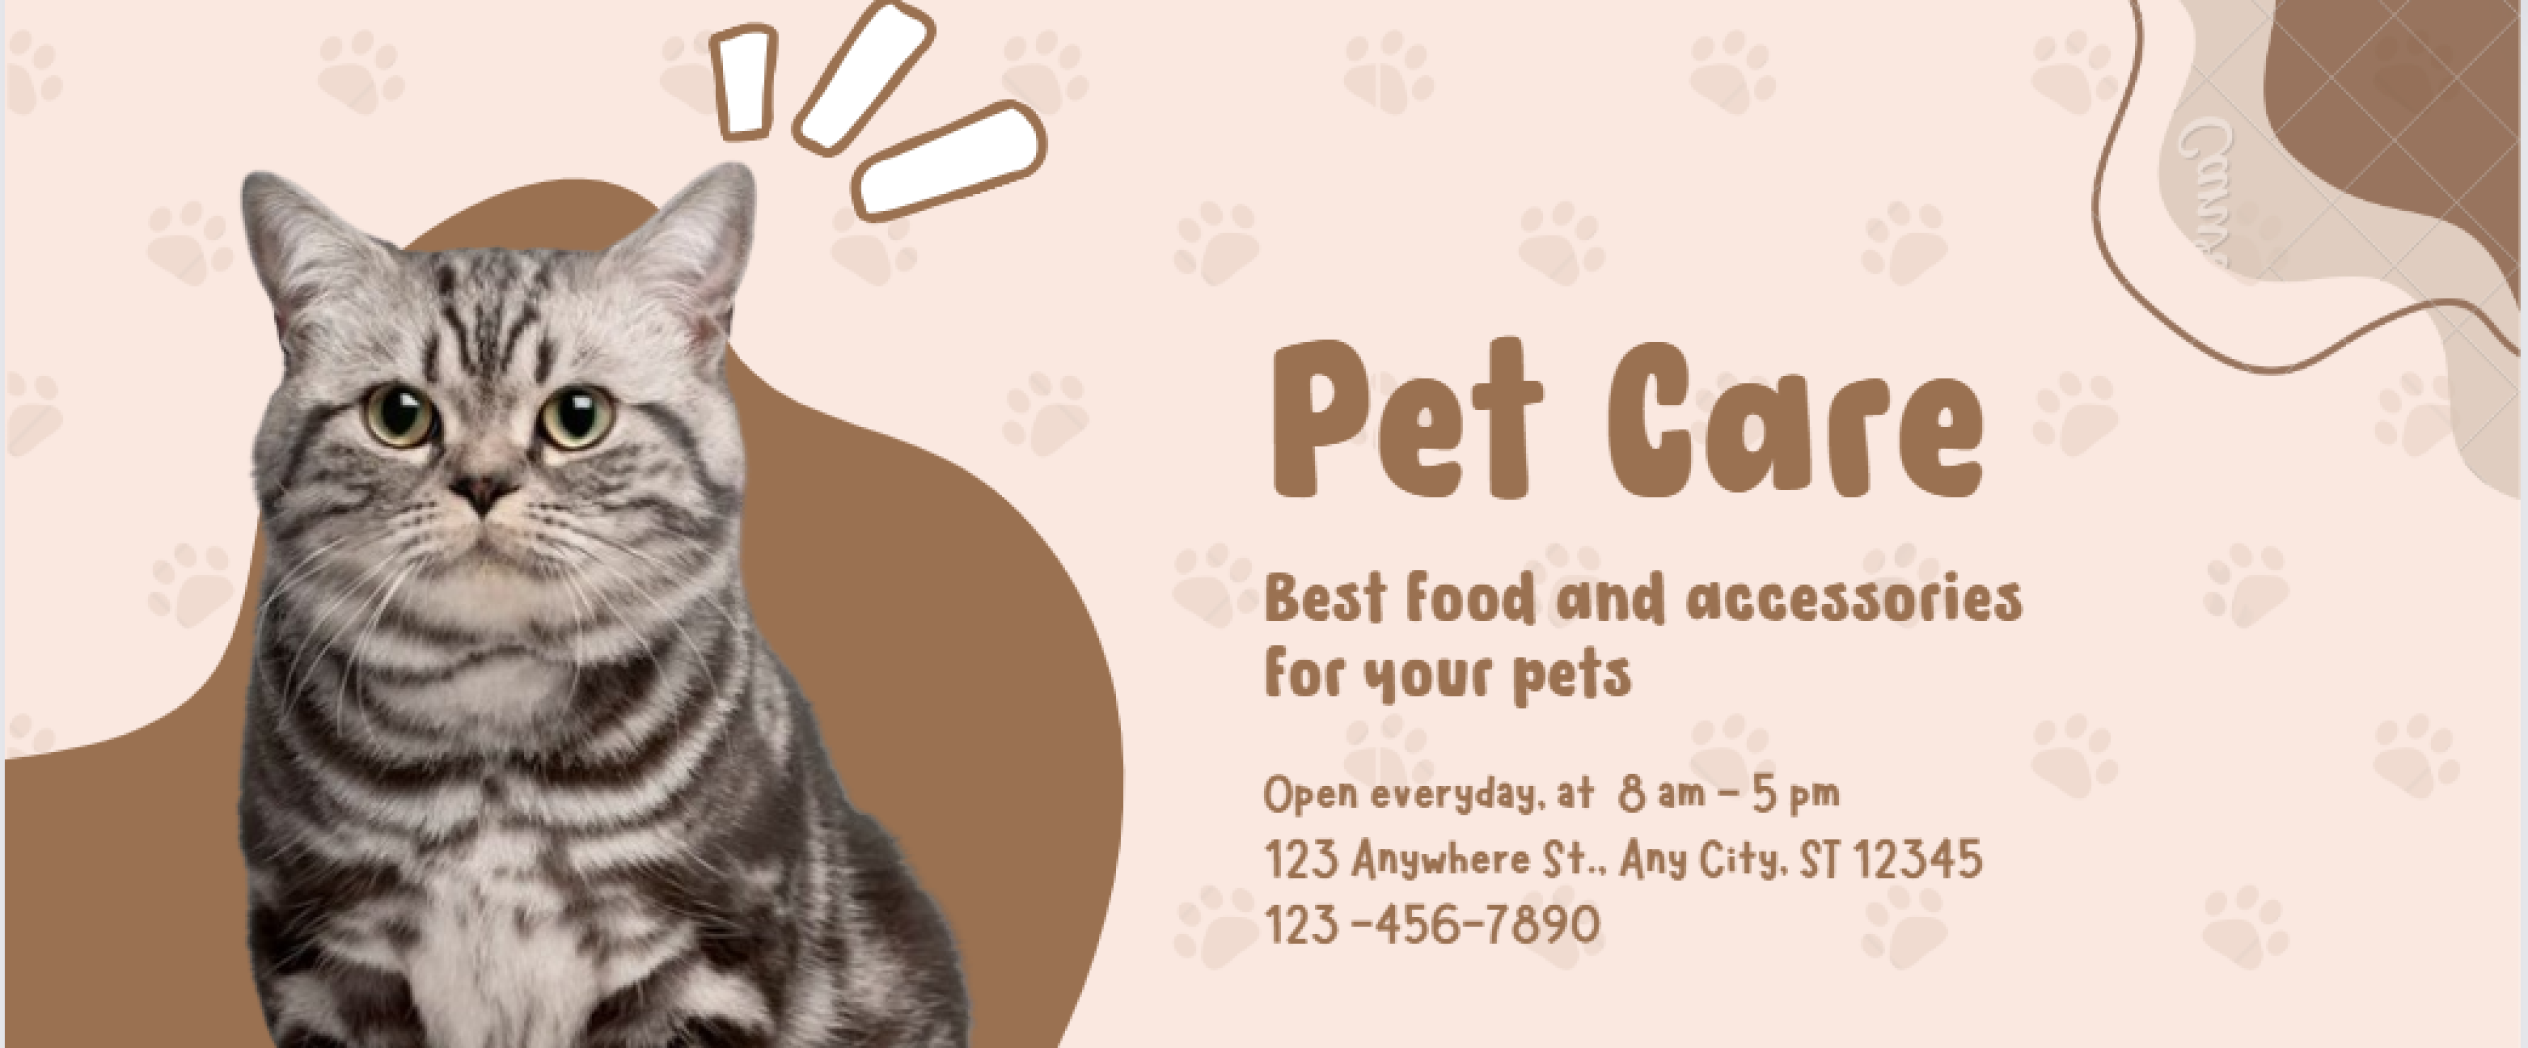 Pet Care
Best food and accessories
for your pets
Open everyday, at 8 am - 5 pm
123 Anywhere St., Any City, ST 12345
123 -456-7890
Canva